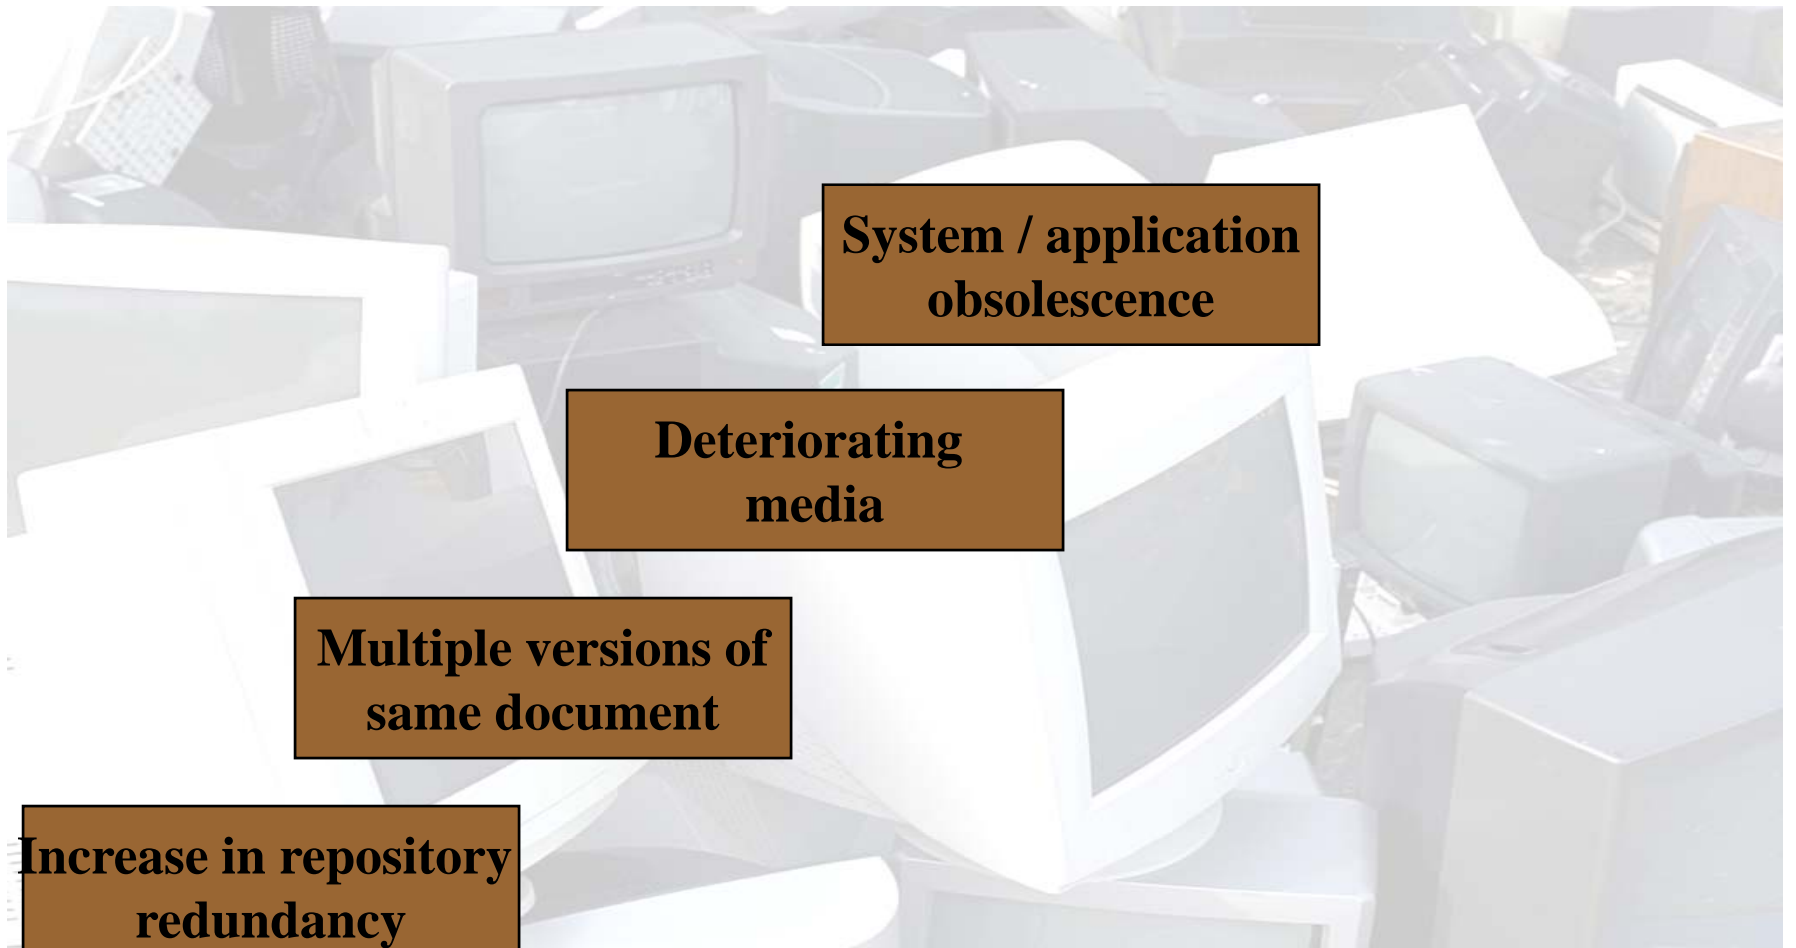 System / application
obsolescence
Deteriorating
media
Multiple versions of
same document
Increase in repository
redundancy